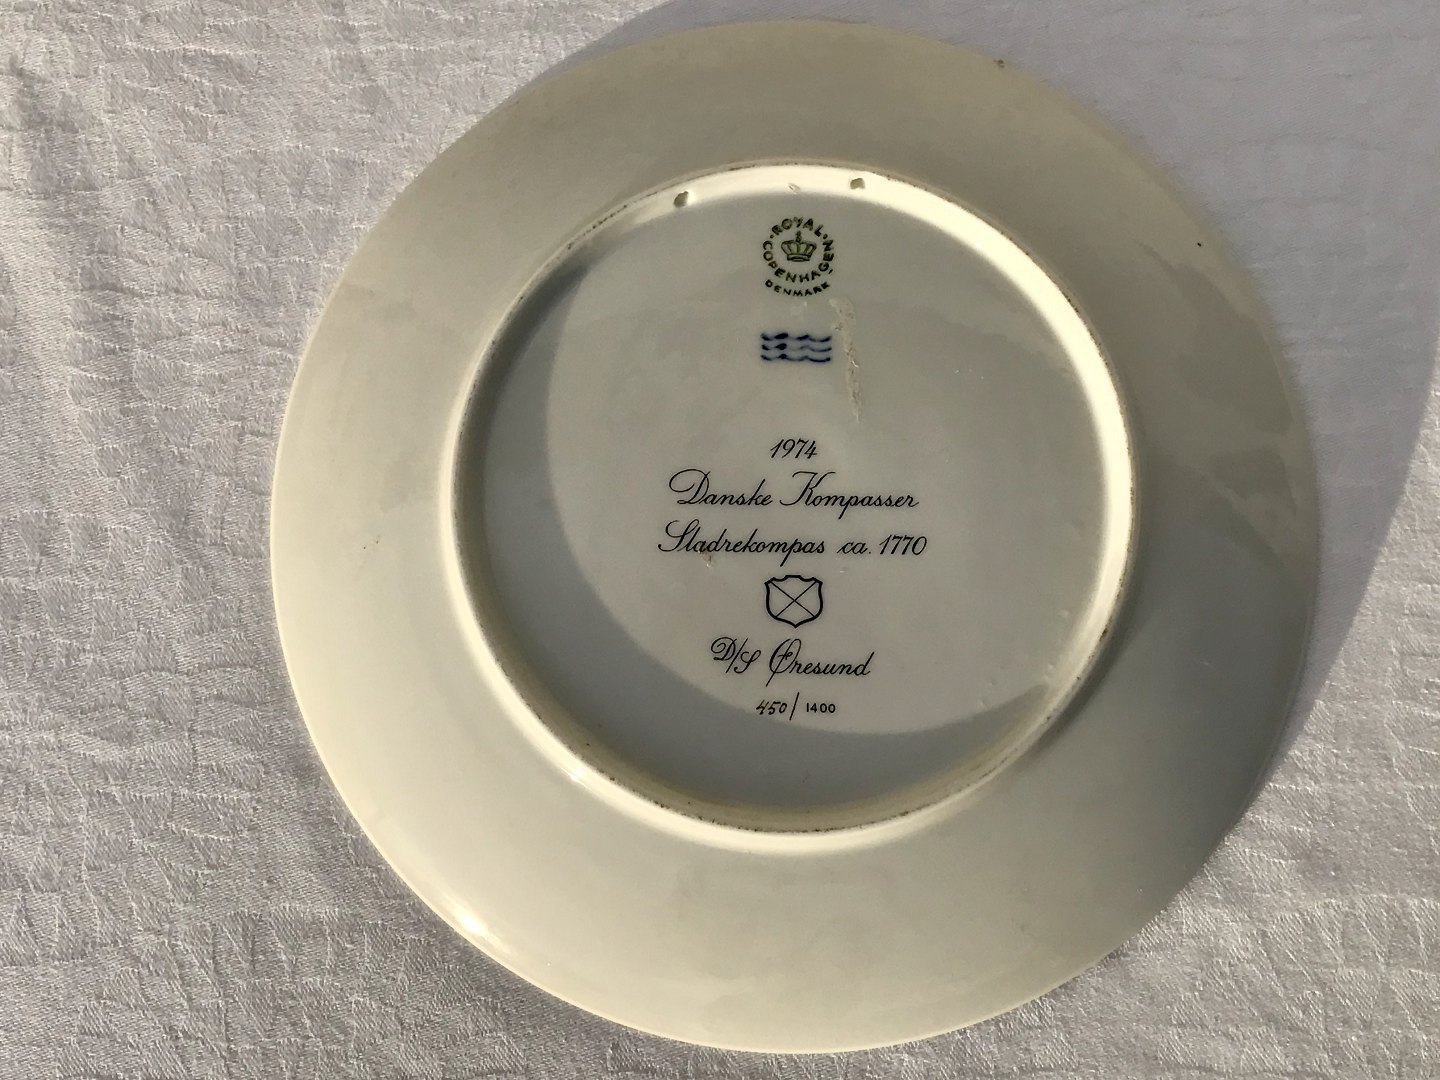 ROYAL COPENHAGEN
DENMARK
1974
Danske Kompasser
Sladrekompas ca. 1770
D/S Øresund
450/1400